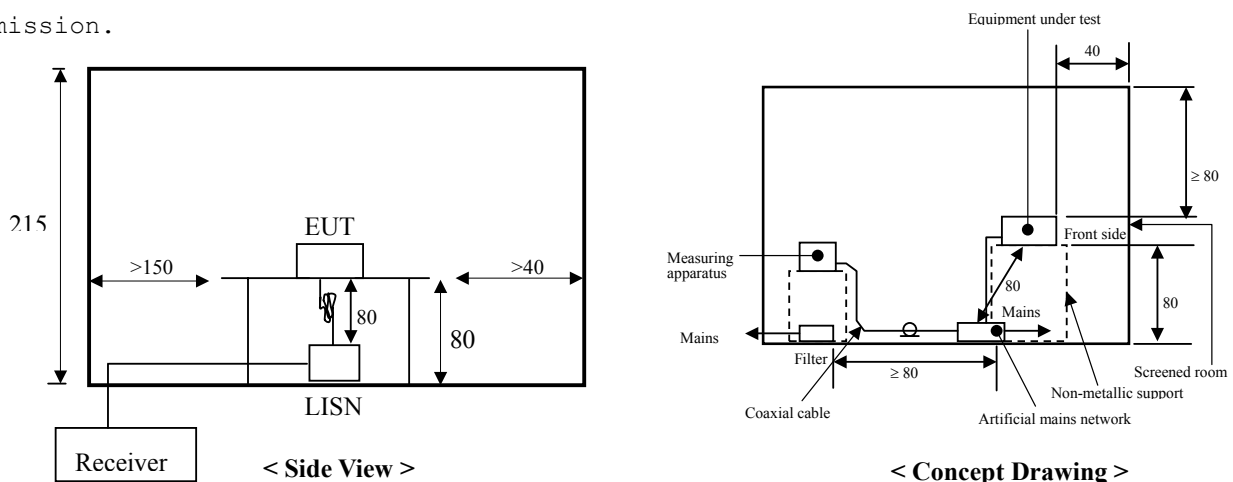 mission.
215
>150
EUT
>40
80
80
LISN
Receiver
< Side View >
Equipment under test
40
≥ 80
Front side
Measuring
apparatus
80
80
Mains
Mains
Filter
≥ 80
Screened room
Non-metallic support
Coaxial cable
Artificial mains network
< Concept Drawing >